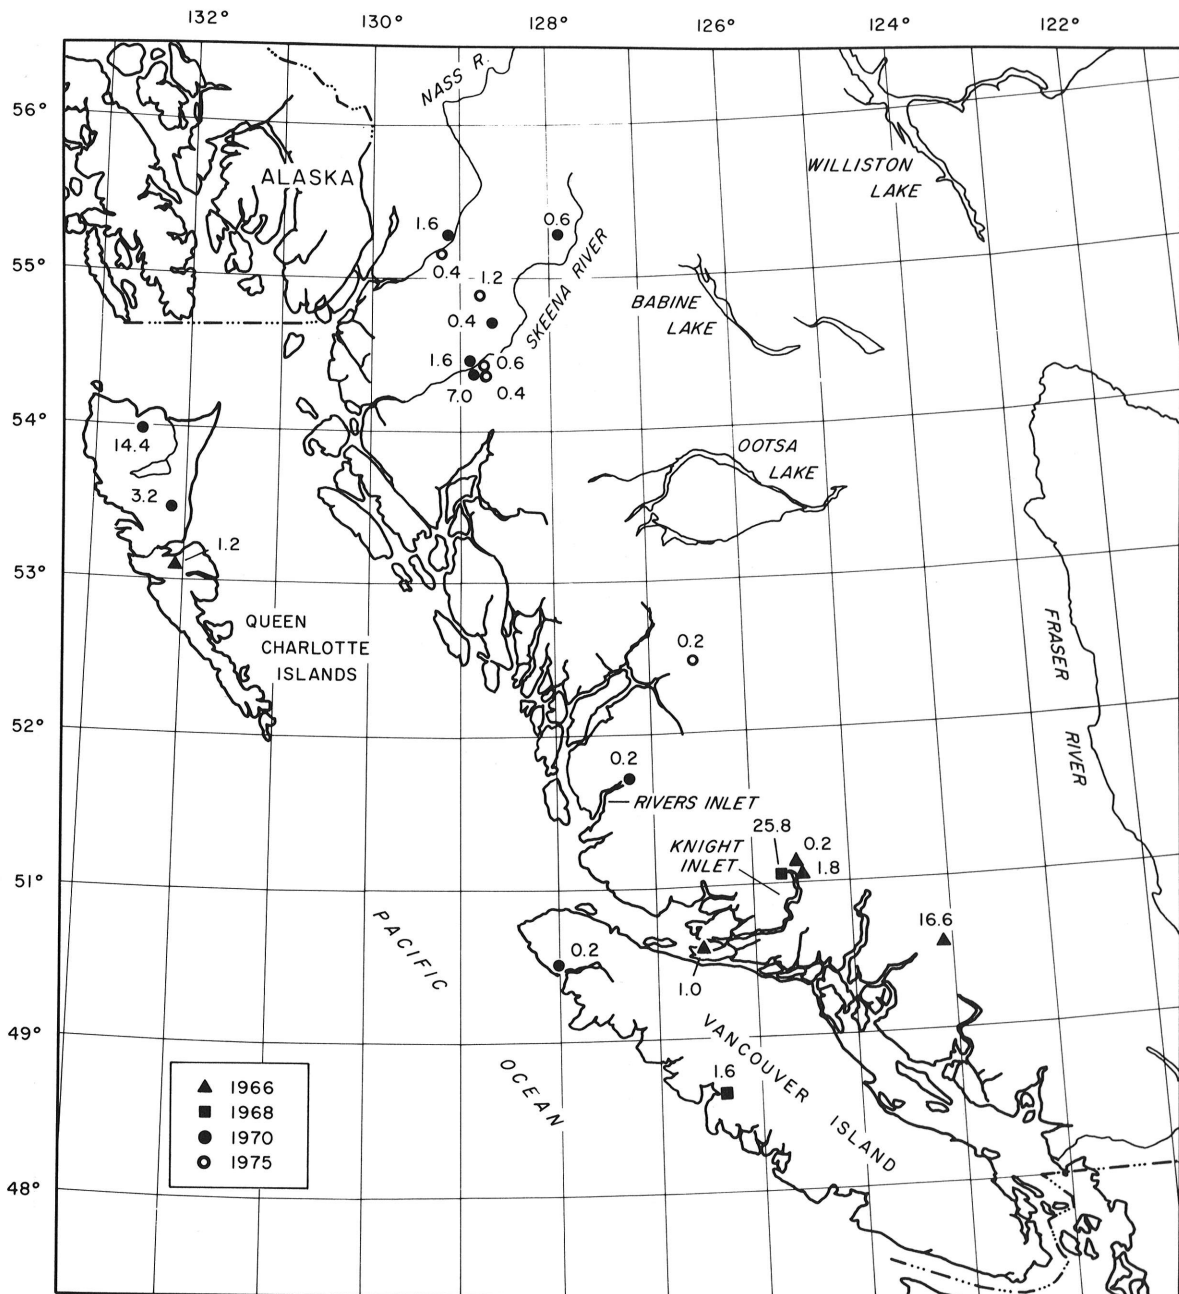 132° 130° 128° 126° 124° 122°
56°
55°
54°
53°
52°
51°
49°
48°
NASS R.
ALASKA
WILLISTON
LAKE
1.6
0.6
0.4
1.2
SKEENA RIVER
BABINE
LAKE
0.4
1.6
0.6
7.0
0.4
14.4
OOTSA
LAKE
3.2
1.2
QUEEN
CHARLOTTE
ISLANDS
0.2
FRASER
RIVER
0.2
RIVERS INLET
25.8
KNIGHT
INLET
0.2
1.8
16.6
PACIFIC
OCEAN
0.2
1.0
VANCOUVER
ISLAND
1.6
1966
1968
1970
1975